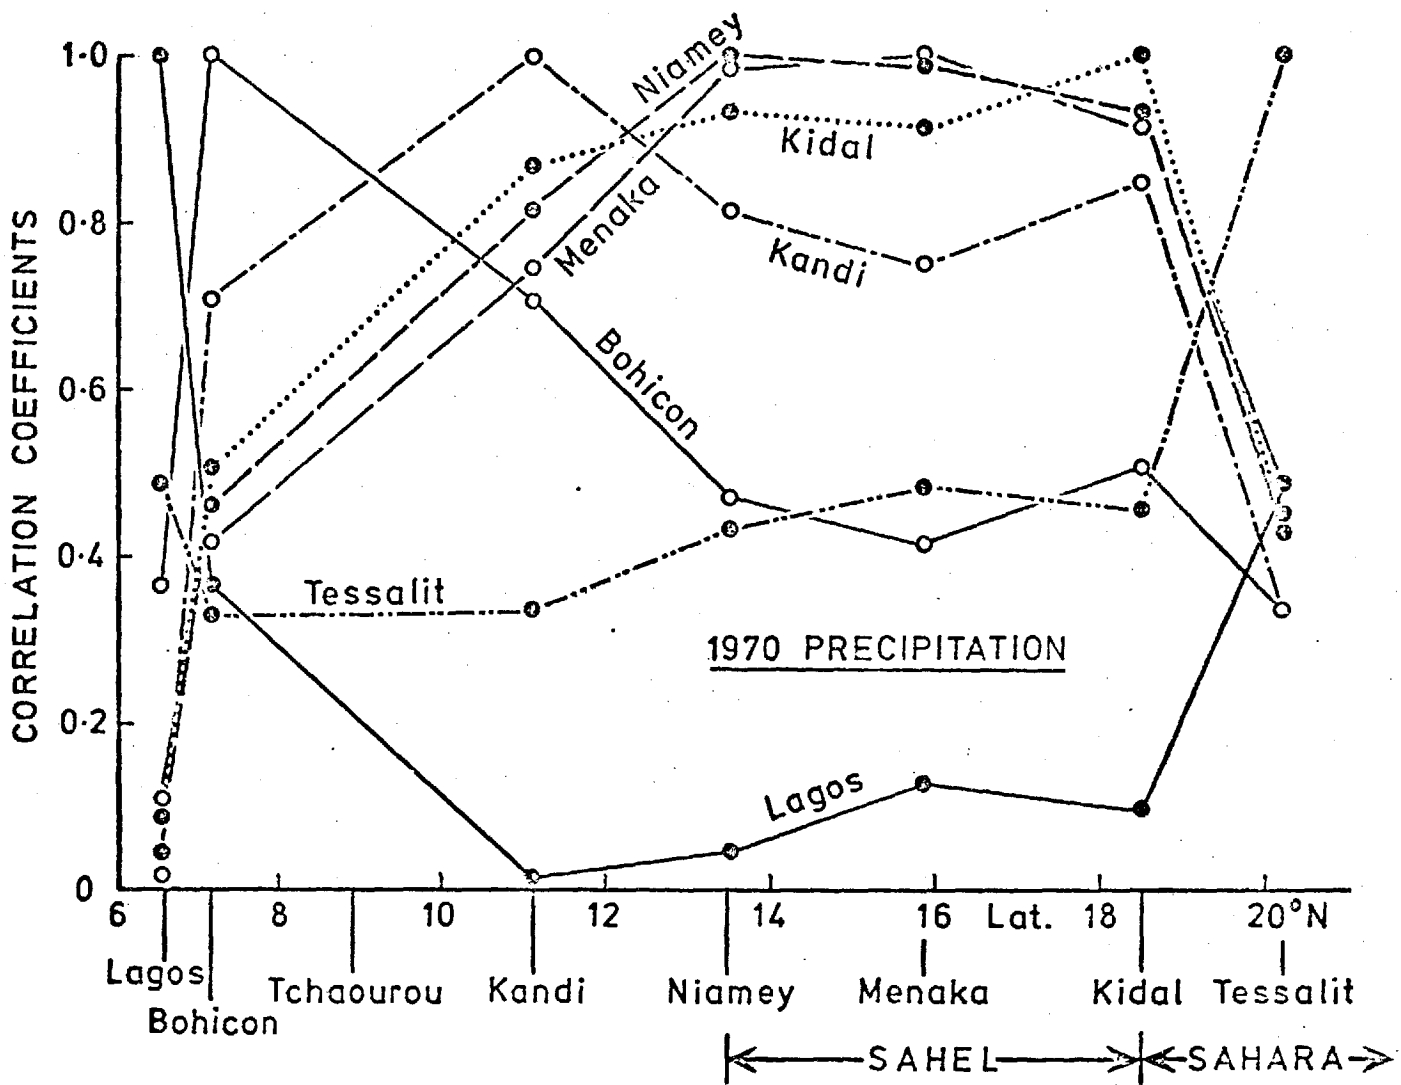 CORRELATION COEFFICIENTS
1·0
0·8
0·6
0·4
0·2
0
Niamey
Menaka
Kidal
Kandi
Bohicon
Tessalit
1970 PRECIPITATION
Lagos
6 8 10 12 14 16 Lat. 18 20°N
Lagos
Bohicon
Tchaourou
Kandi
Niamey
Menaka
Kidal
Tessalit
SAHEL
SAHARA